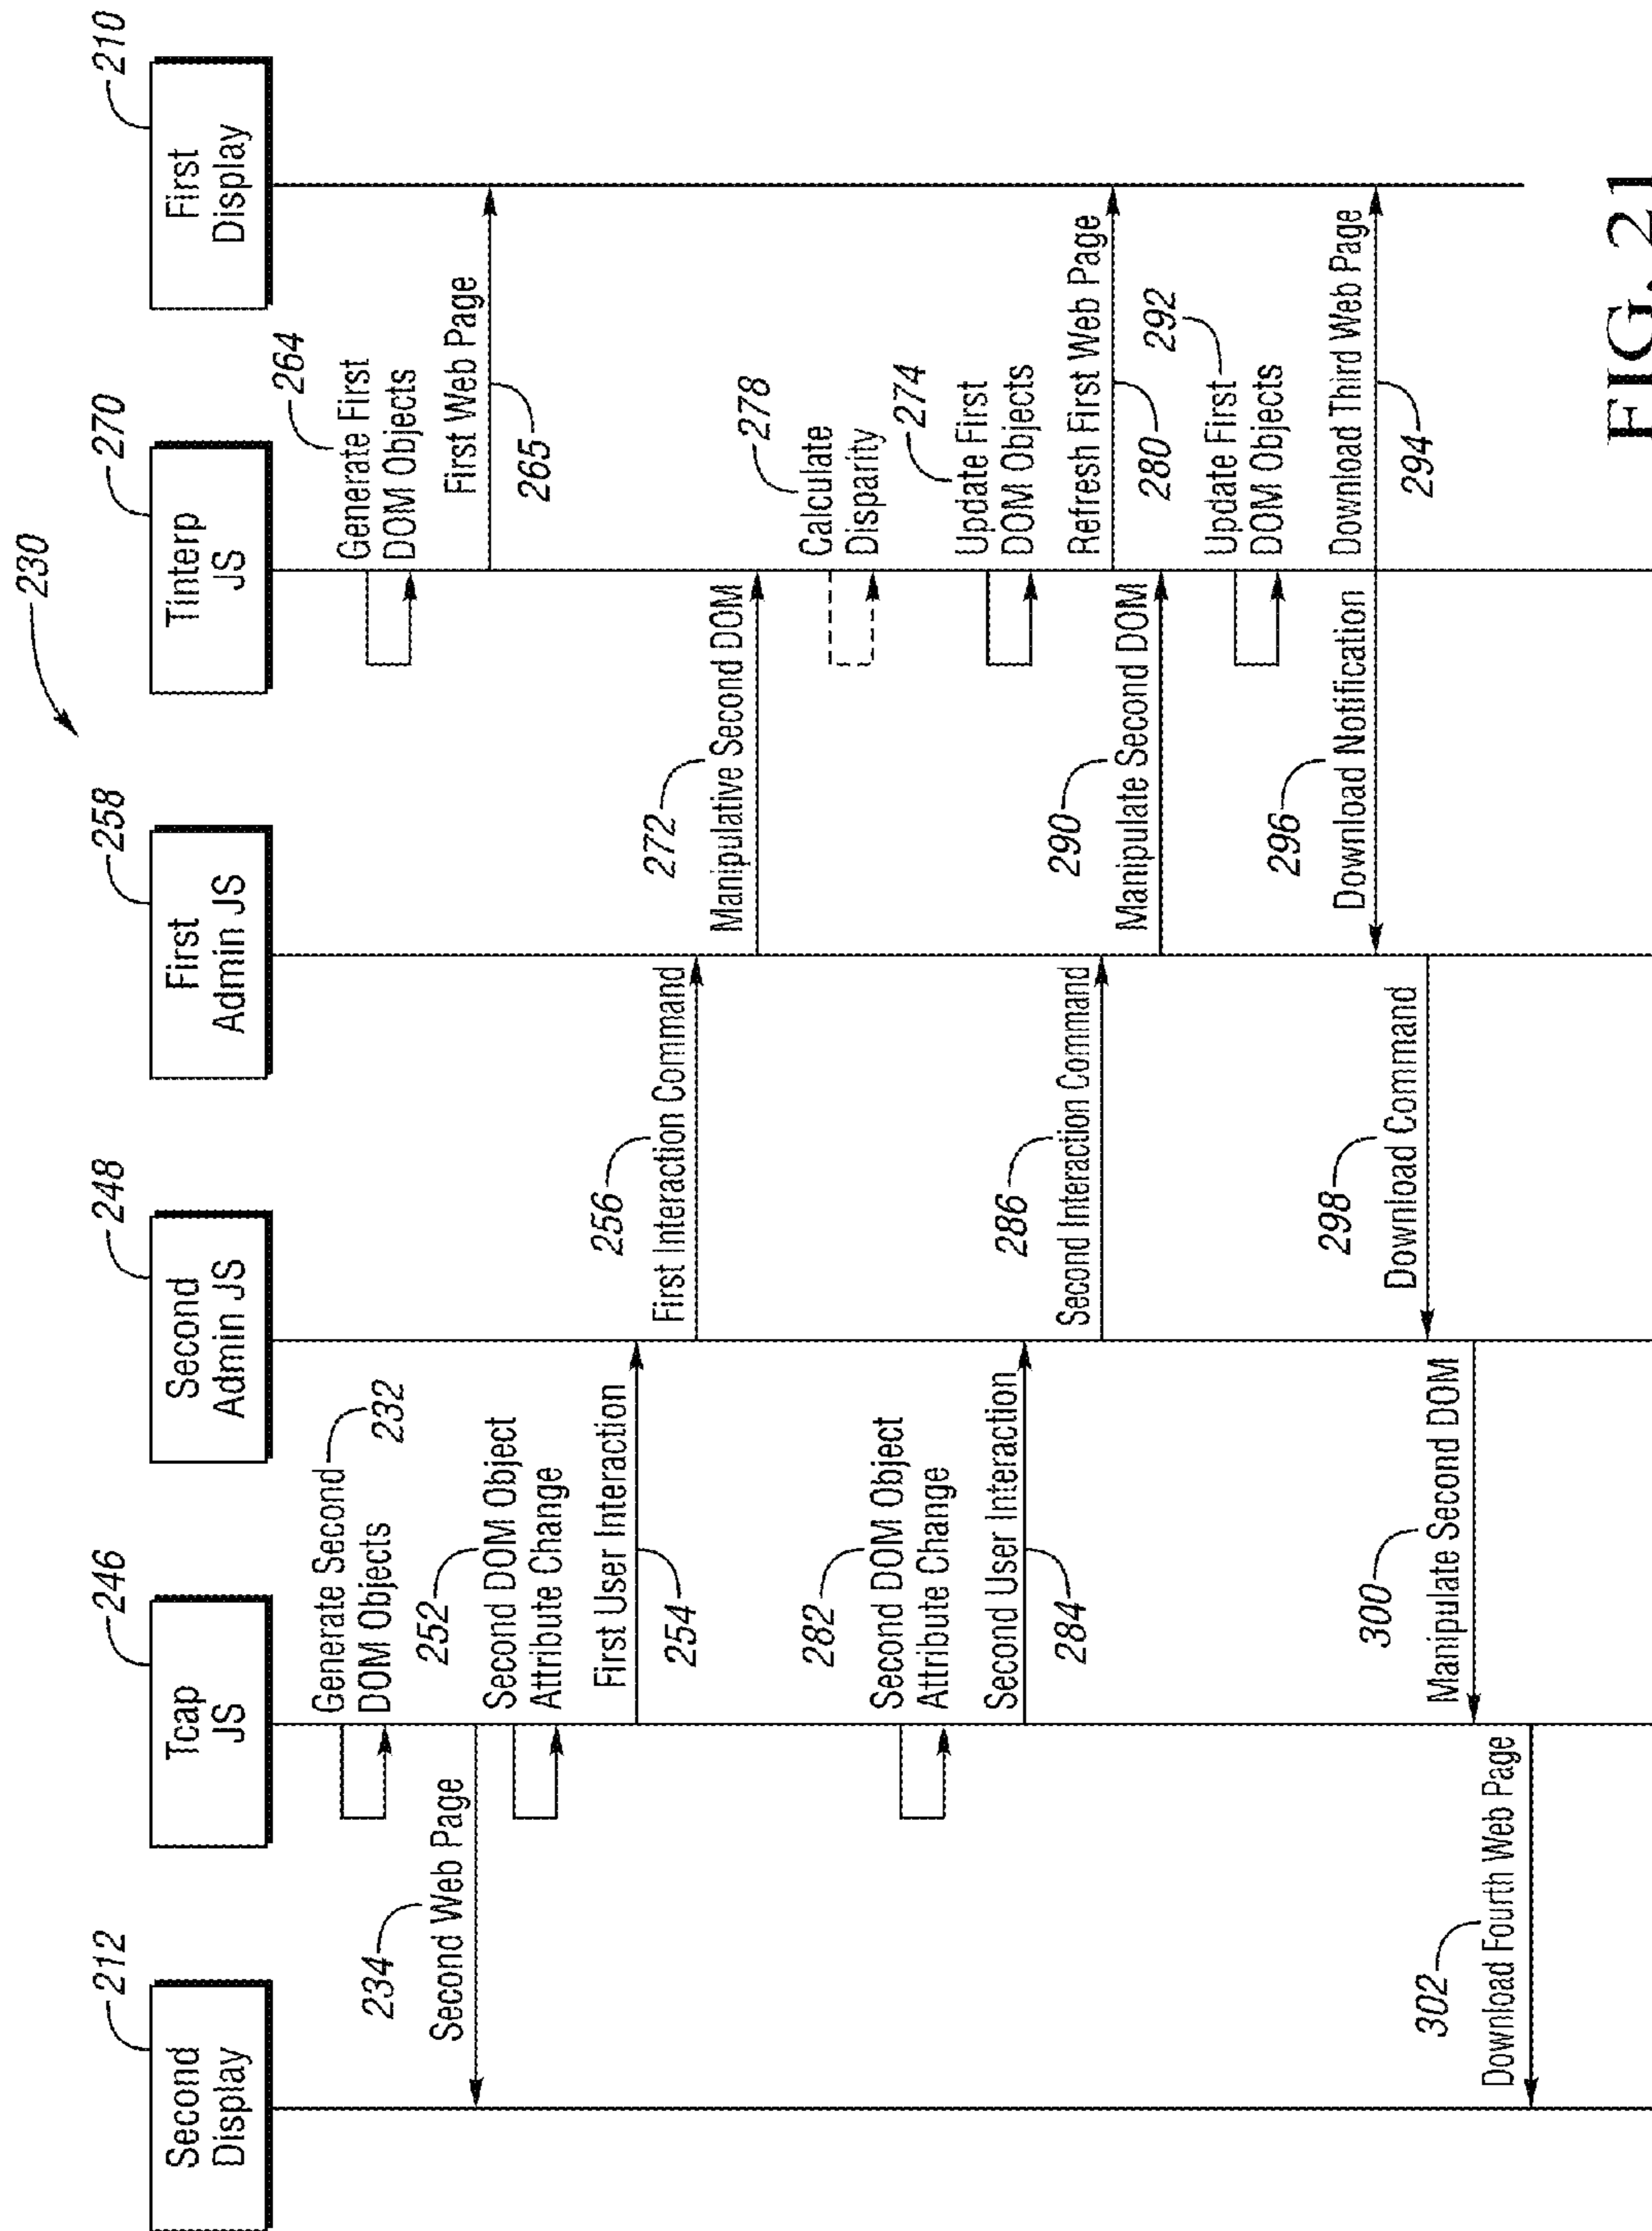 230
212
Second
Display
246
Tcap
JS
248
Second
Admin JS
258
First
Admin JS
270
Tinterp
JS
210
First
Display
Generate Second
DOM Objects
232
264
Generate First
DOM Objects
234
Second Web Page
First Web Page
265
252
Second DOM Object
Attribute Change
First User Interaction
254
256
First Interaction Command
272
Manipulative Second DOM
278
Calculate
Disparity
282
Second DOM Object
Attribute Change
274
Update First
DOM Objects
Second User Interaction
284
286
Second Interaction Command
Refresh First Web Page
280
290
Manipulate Second DOM
292
Update First
DOM Objects
296
Download Notification
Download Third Web Page
294
298
Download Command
300
Manipulate Second DOM
302
Download Fourth Web Page
FIG. 21